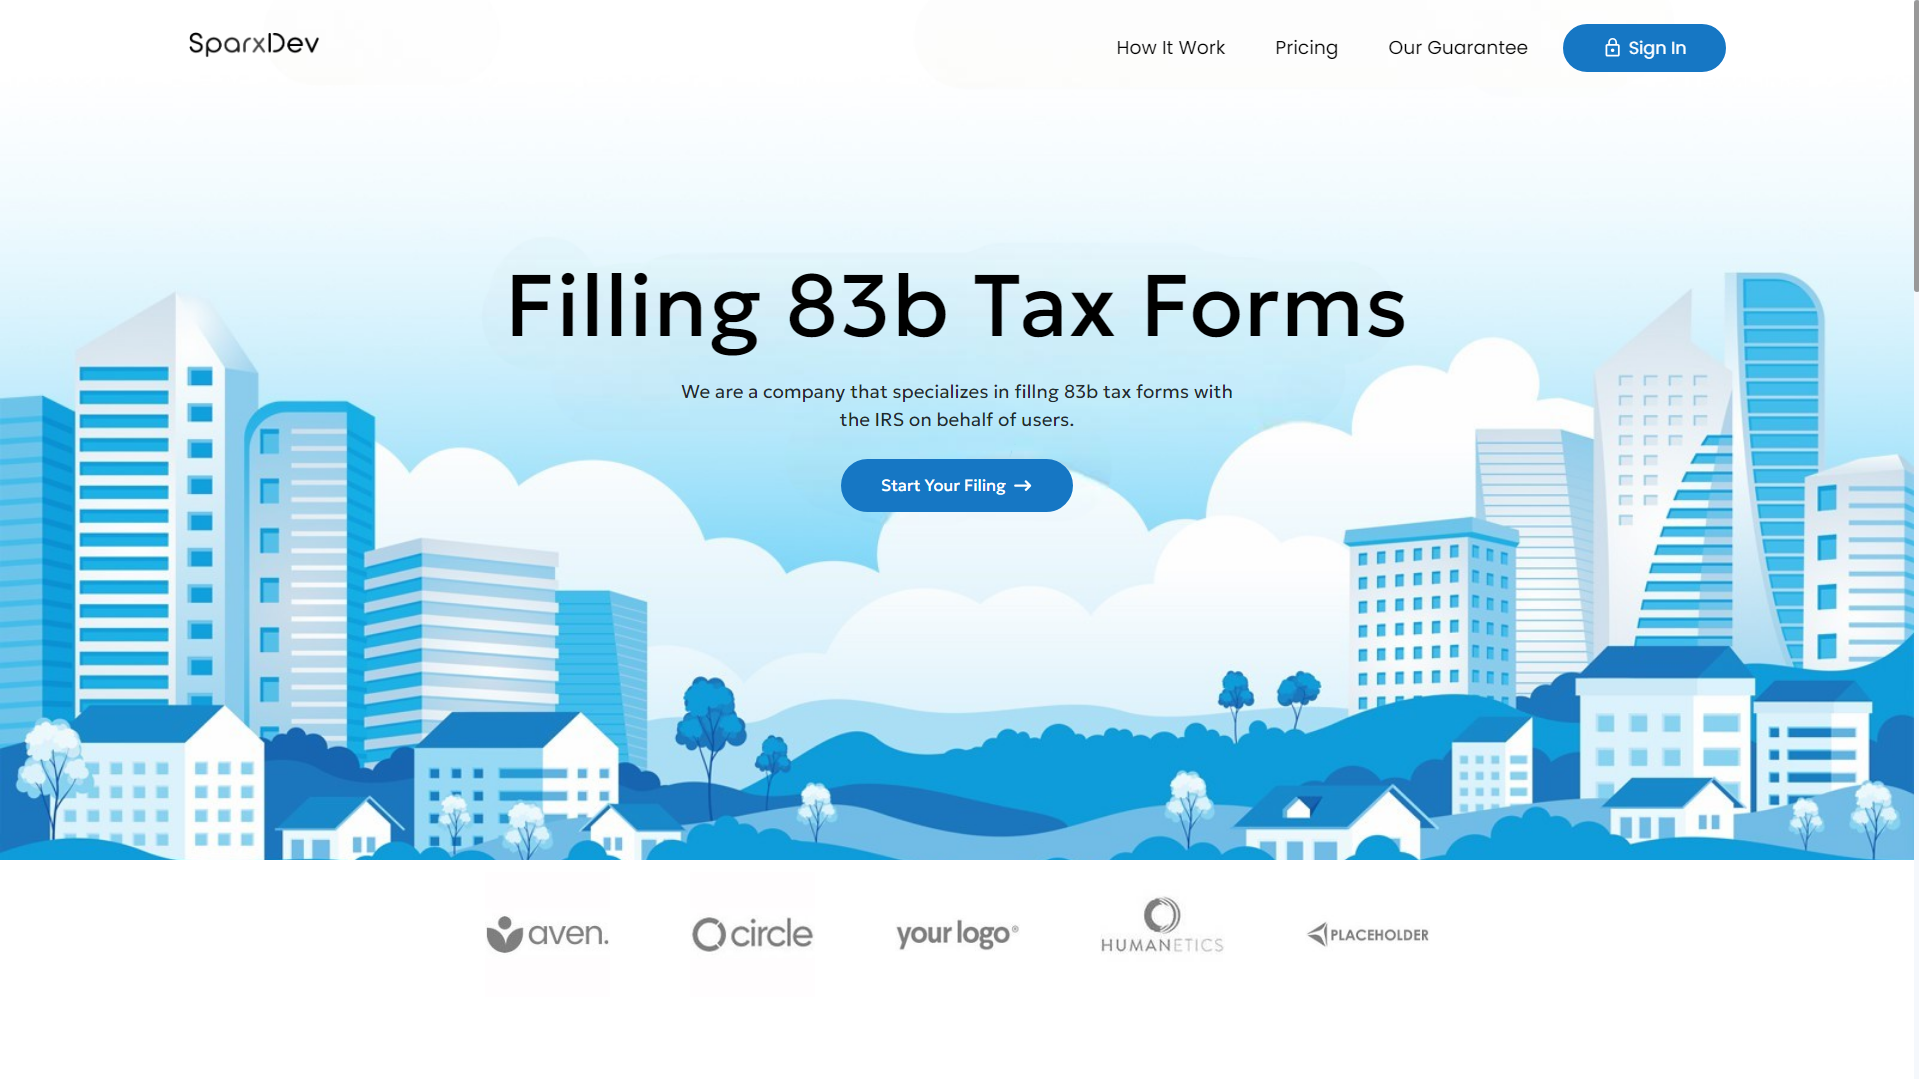 SparxDev
How It Work
Pricing
Our Guarantee
Sign In
Filling 83b Tax Forms
We are a company that specializes in fillng 83b tax forms with
the IRS on behalf of users.
Start Your Filing →
aven.
circle
your logo®
HUMANETICS
PLACEHOLDER